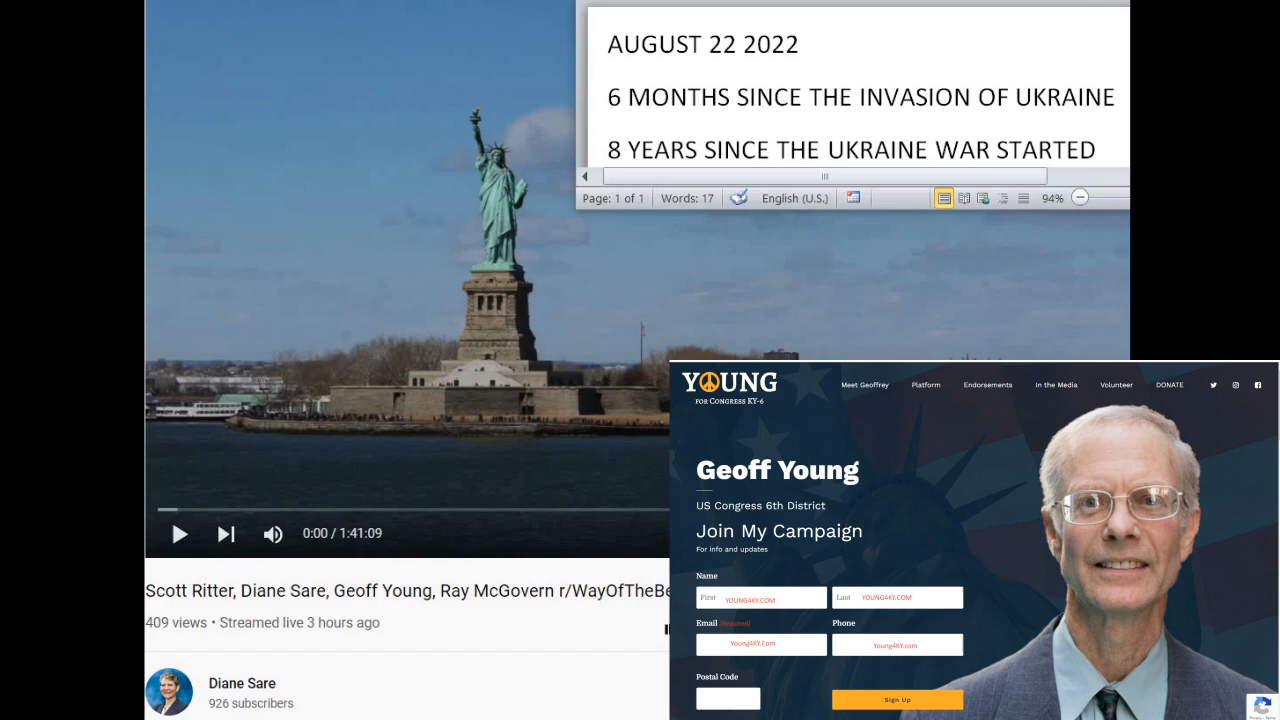 AUGUST 22 2022
6 MONTHS SINCE THE INVASION OF UKRAINE
8 YEARS SINCE THE UKRAINE WAR STARTED
Page: 1 of 1 Words: 17 English (U.S.) 94%
YOUNG
FOR CONGRESS KY-6
Meet Geoffrey Platform Endorsements In the Media Volunteer DONATE
Geoff Young
US Congress 6th District
Join My Campaign
For info and updates
Name
First YOUNG4KY.COM Last YOUNG4KY.COM
Email (Required) Phone
Young4KY.Com Young4KY.com
Postal Code
Sign Up
Privacy - Terms
0:00 / 1:41:09
Scott Ritter, Diane Sare, Geoff Young, Ray McGovern r/WayOfTheBe
409 views • Streamed live 3 hours ago
Diane Sare
926 subscribers